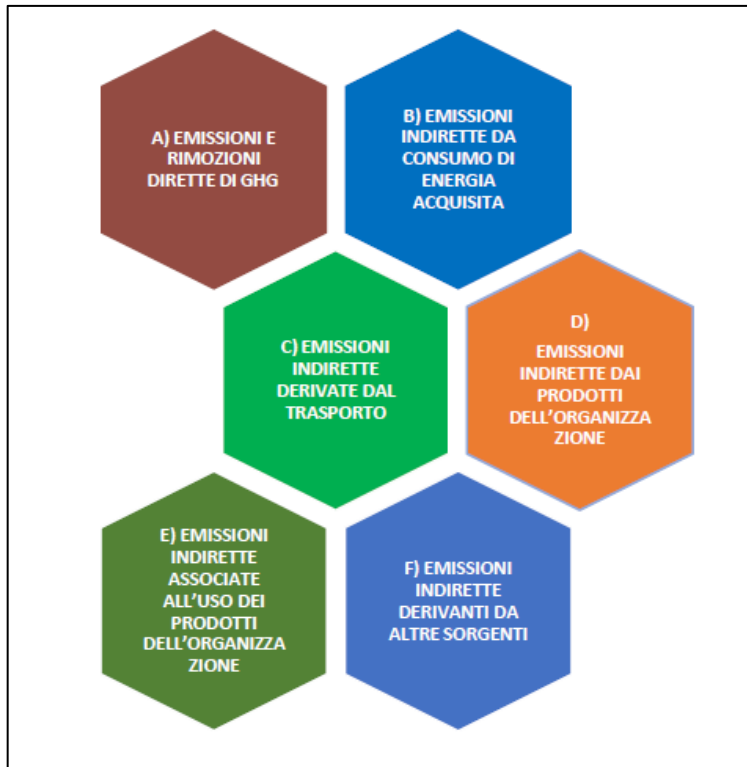 A) EMISSIONI E
RIMOZIONI
DIRETTE DI GHG
B) EMISSIONI
INDIRETTE DA
CONSUMO DI
ENERGIA
ACQUISITA
C) EMISSIONI
INDIRETTE
DERIVATE DAL
TRASPORTO
D)
EMISSIONI
INDIRETTE DAI
PRODOTTI
DELL’ORGANIZZA
ZIONE
E) EMISSIONI
INDIRETTE
ASSOCIATE
ALL’USO DEI
PRODOTTI
DELL’ORGANIZZA
ZIONE
F) EMISSIONI
INDIRETTE
DERIVANTI DA
ALTRE SORGENTI